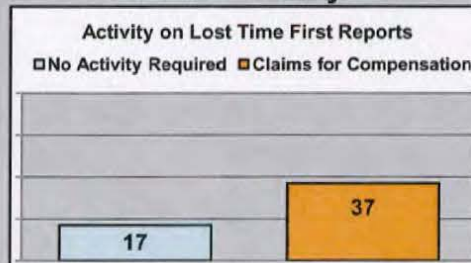 Activity on Lost Time First Reports
No Activity Required Claims for Compensation
37
17